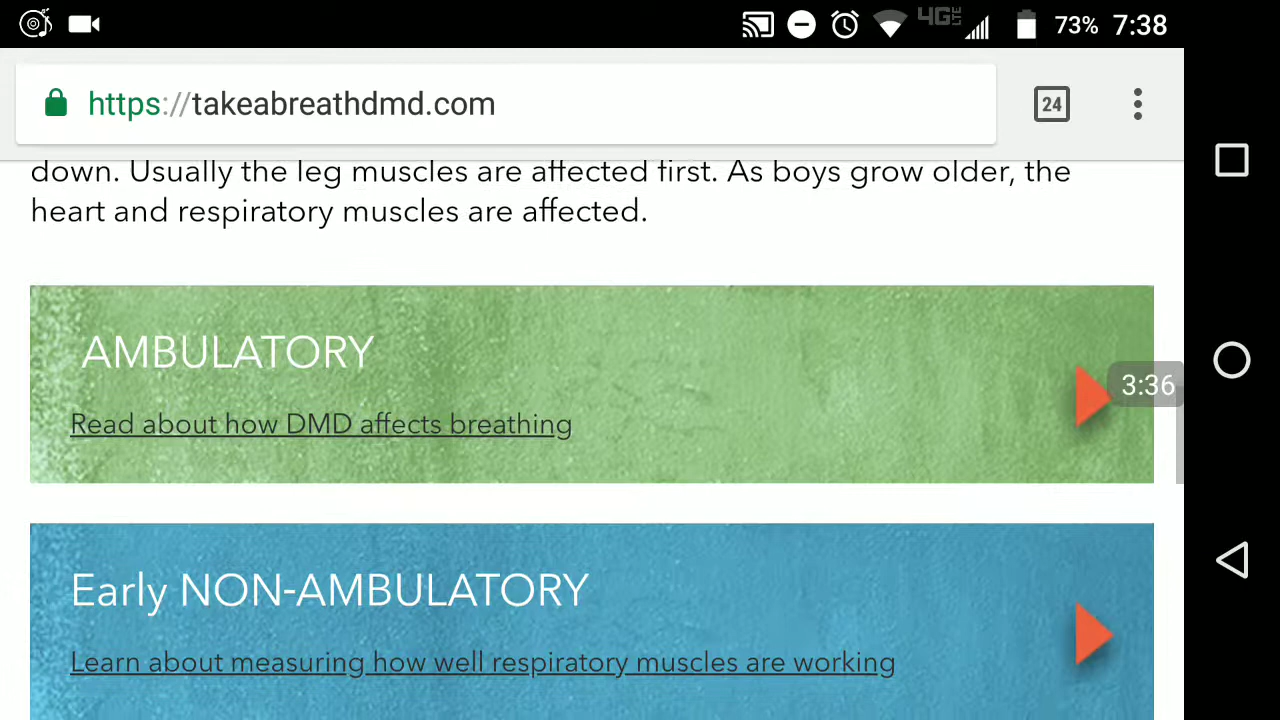 4G LTE 73% 7:38
https://takeabreathdmd.com 24
down. Usually the leg muscles are affected first. As boys grow older, the
heart and respiratory muscles are affected.
AMBULATORY
3:36
Read about how DMD affects breathing
Early NON-AMBULATORY
Learn about measuring how well respiratory muscles are working